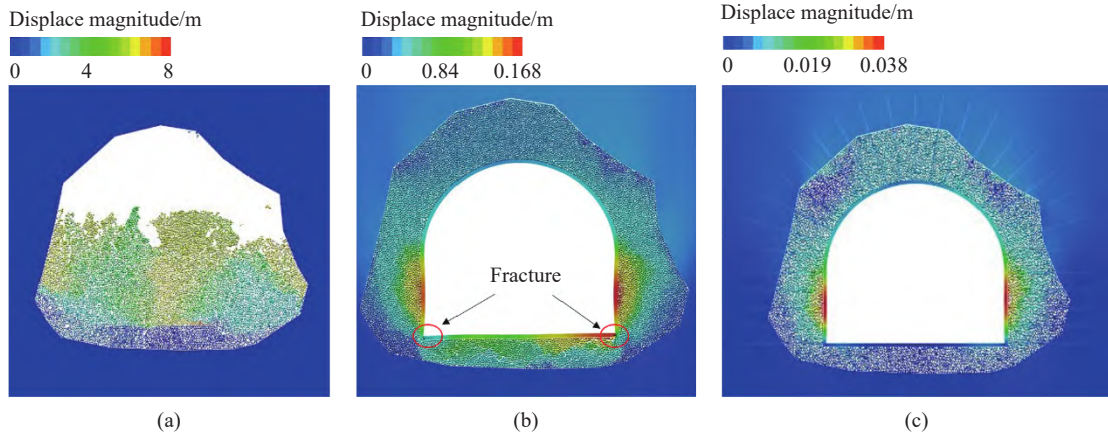 Displace magnitude/m
0 4 8
Displace magnitude/m
0 0.84 0.168
Displace magnitude/m
0 0.019 0.038
Fracture
(a)
(b)
(c)